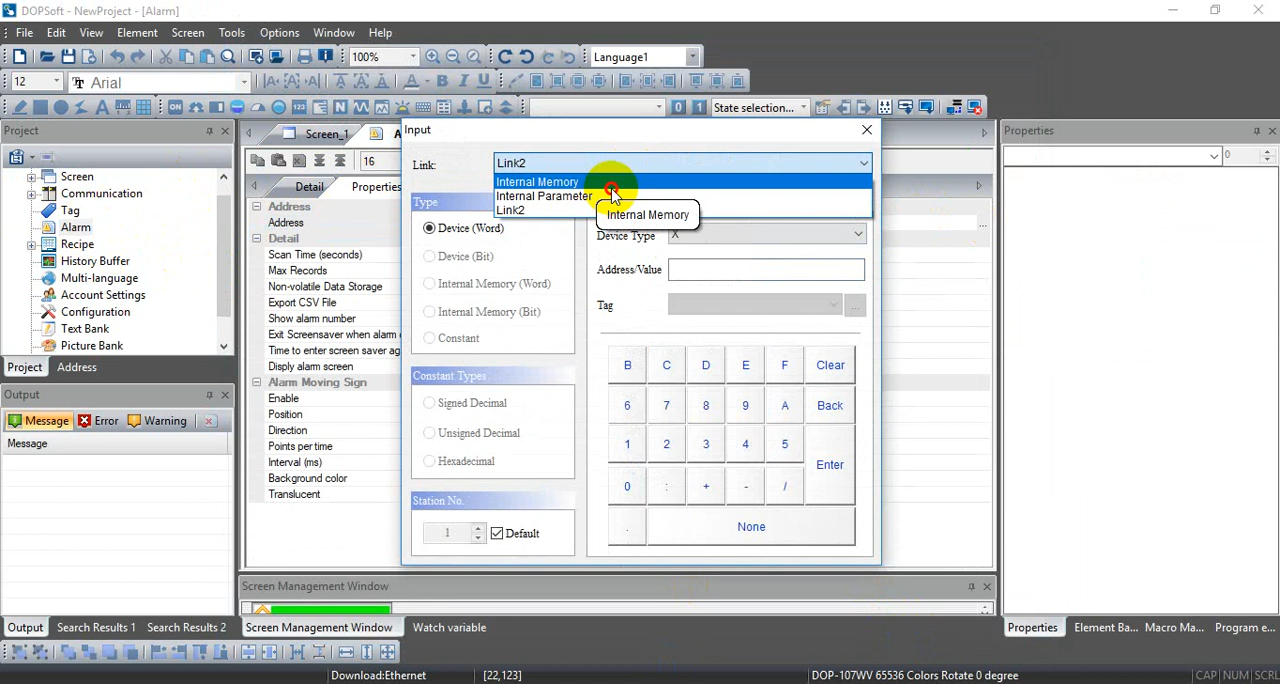 DOPSoft - NewProject - [Alarm]
File Edit View Element Screen Tools Options Window Help
100% Language1
12 Arial
State selection...
Project
Screen
Communication
Tag
Alarm
Recipe
History Buffer
Multi-language
Account Settings
Configuration
Text Bank
Picture Bank
Project Address
Output
Message Error Warning
Message
Output Search Results 1 Search Results 2
Screen_1 A
16
Detail Properties
Address
Address
Detail
Scan Time (seconds)
Max Records
Non-volatile Data Storage
Export CSV File
Show alarm number
Exit Screensaver when alarm
Time to enter screen saver ag
Disply alarm screen
Alarm Moving Sign
Enable
Position
Direction
Points per time
Interval (ms)
Background color
Translucent
Input
Link: Link2
Internal Memory
Internal Parameter
Link2
Internal Memory
Type
Device (Word)
Device (Bit)
Internal Memory (Word)
Internal Memory (Bit)
Constant
Constant Types
Signed Decimal
Unsigned Decimal
Hexadecimal
Station No.
1 Default
Device Type X
Address/Value
Tag ...
B C D E F Clear
6 7 8 9 A Back
1 2 3 4 5 Enter
0 : + - /
. None
...
Screen Management Window
Screen Management Window Watch variable
Properties
0
Properties Element Ba... Macro Ma... Program e...
Download:Ethernet [22,123] DOP-107WV 65536 Colors Rotate 0 degree CAP NUM SCRL